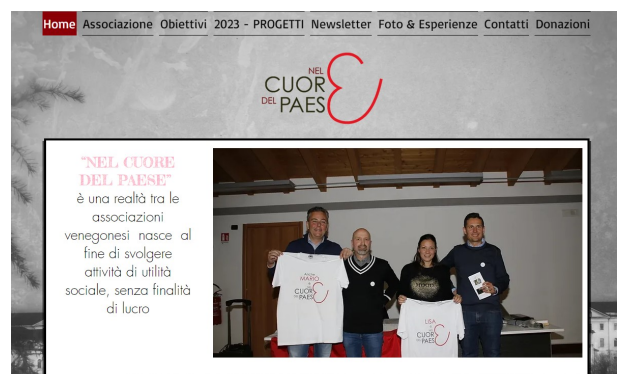 Home Associazione Obiettivi 2023 - PROGETTI Newsletter Foto & Esperienze Contatti Donazioni
NEL
CUOR
DEL PAES
"NEL CUORE
DEL PAESE"
è una realtà tra le
associazioni
venegonesi nasce al
fine di svolgere
attività di utilità
sociale, senza finalità
di lucro
MARIO
CUOR
PAES
LISA
CUOR
PAES